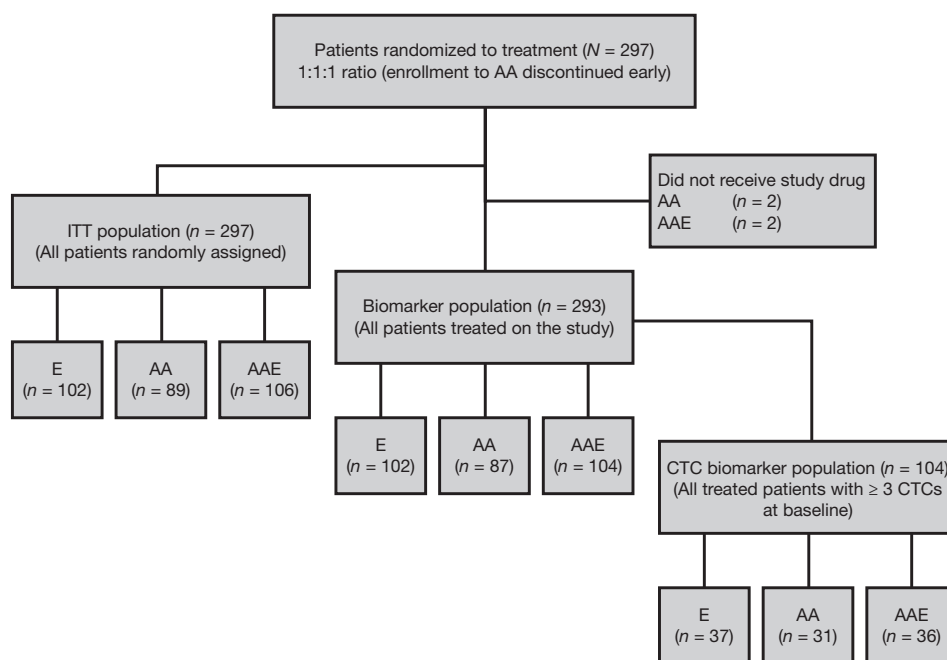 Patients randomized to treatment (N = 297)
1:1:1 ratio (enrollment to AA discontinued early)
Did not receive study drug
AA (n = 2)
AAE (n = 2)
ITT population (n = 297)
(All patients randomly assigned)
E
(n = 102)
AA
(n = 89)
AAE
(n = 106)
Biomarker population (n = 293)
(All patients treated on the study)
E
(n = 102)
AA
(n = 87)
AAE
(n = 104)
CTC biomarker population (n = 104)
(All treated patients with ≥ 3 CTCs
at baseline)
E
(n = 37)
AA
(n = 31)
AAE
(n = 36)